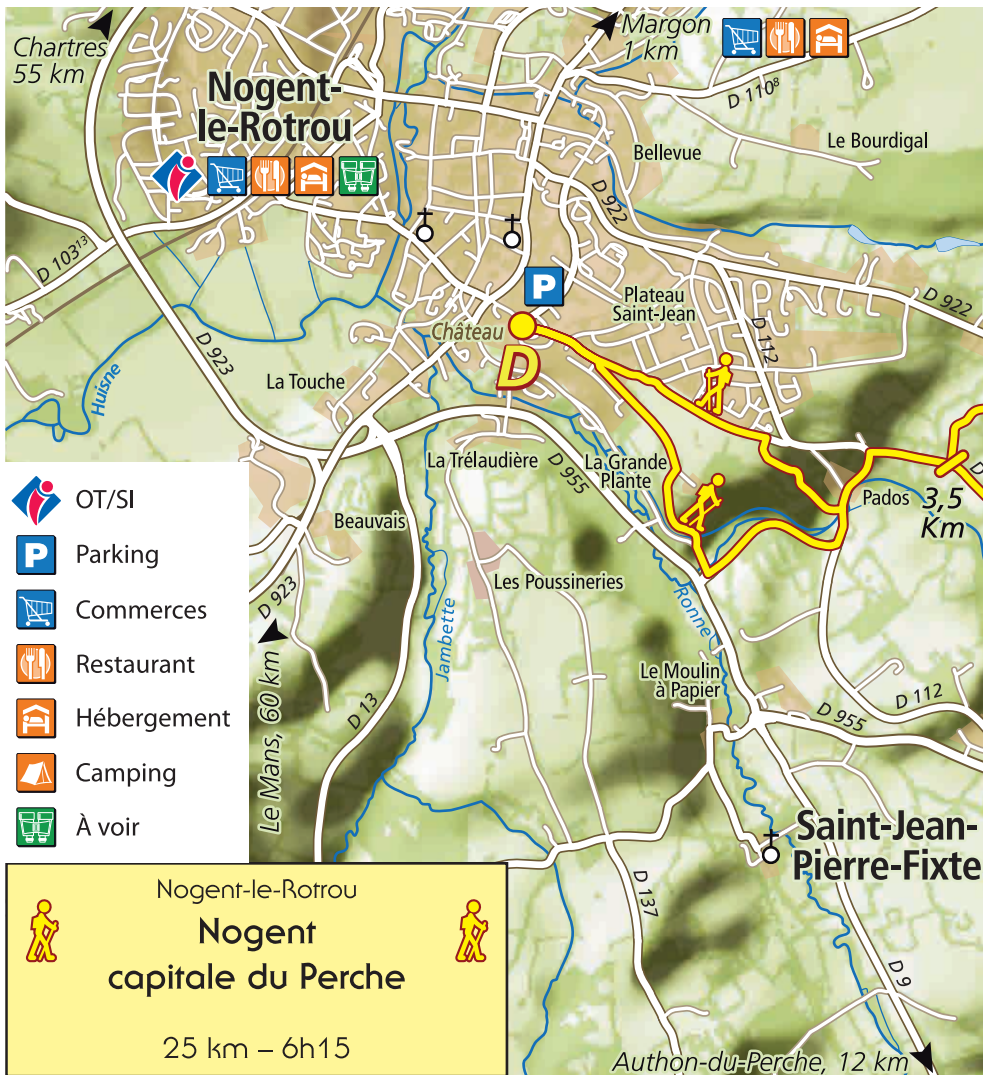 Chartres
55 km
Margon
1 km
Nogent-
le-Rotrou
D 110⁸
Le Bourdigal
Bellevue
D 922
D 103¹³
P
Plateau
Saint-Jean
D 922
Château
D 112
D 923
D
La Touche
Huisne
La Trélaudière
D 955
La Grande
Plante
Pados
3,5
Km
D
OT/SI
P
Parking
Commerces
Restaurant
Hébergement
Camping
À voir
Beauvais
Les Poussineries
D 923
Jambette
Ronne
Le Moulin
à Papier
D 112
D 955
D 13
Le Mans, 60 km
Saint-Jean-
Pierre-Fixte
D 137
D 9
Nogent-le-Rotrou
Nogent
capitale du Perche
25 km – 6h15
Authon-du-Perche, 12 km